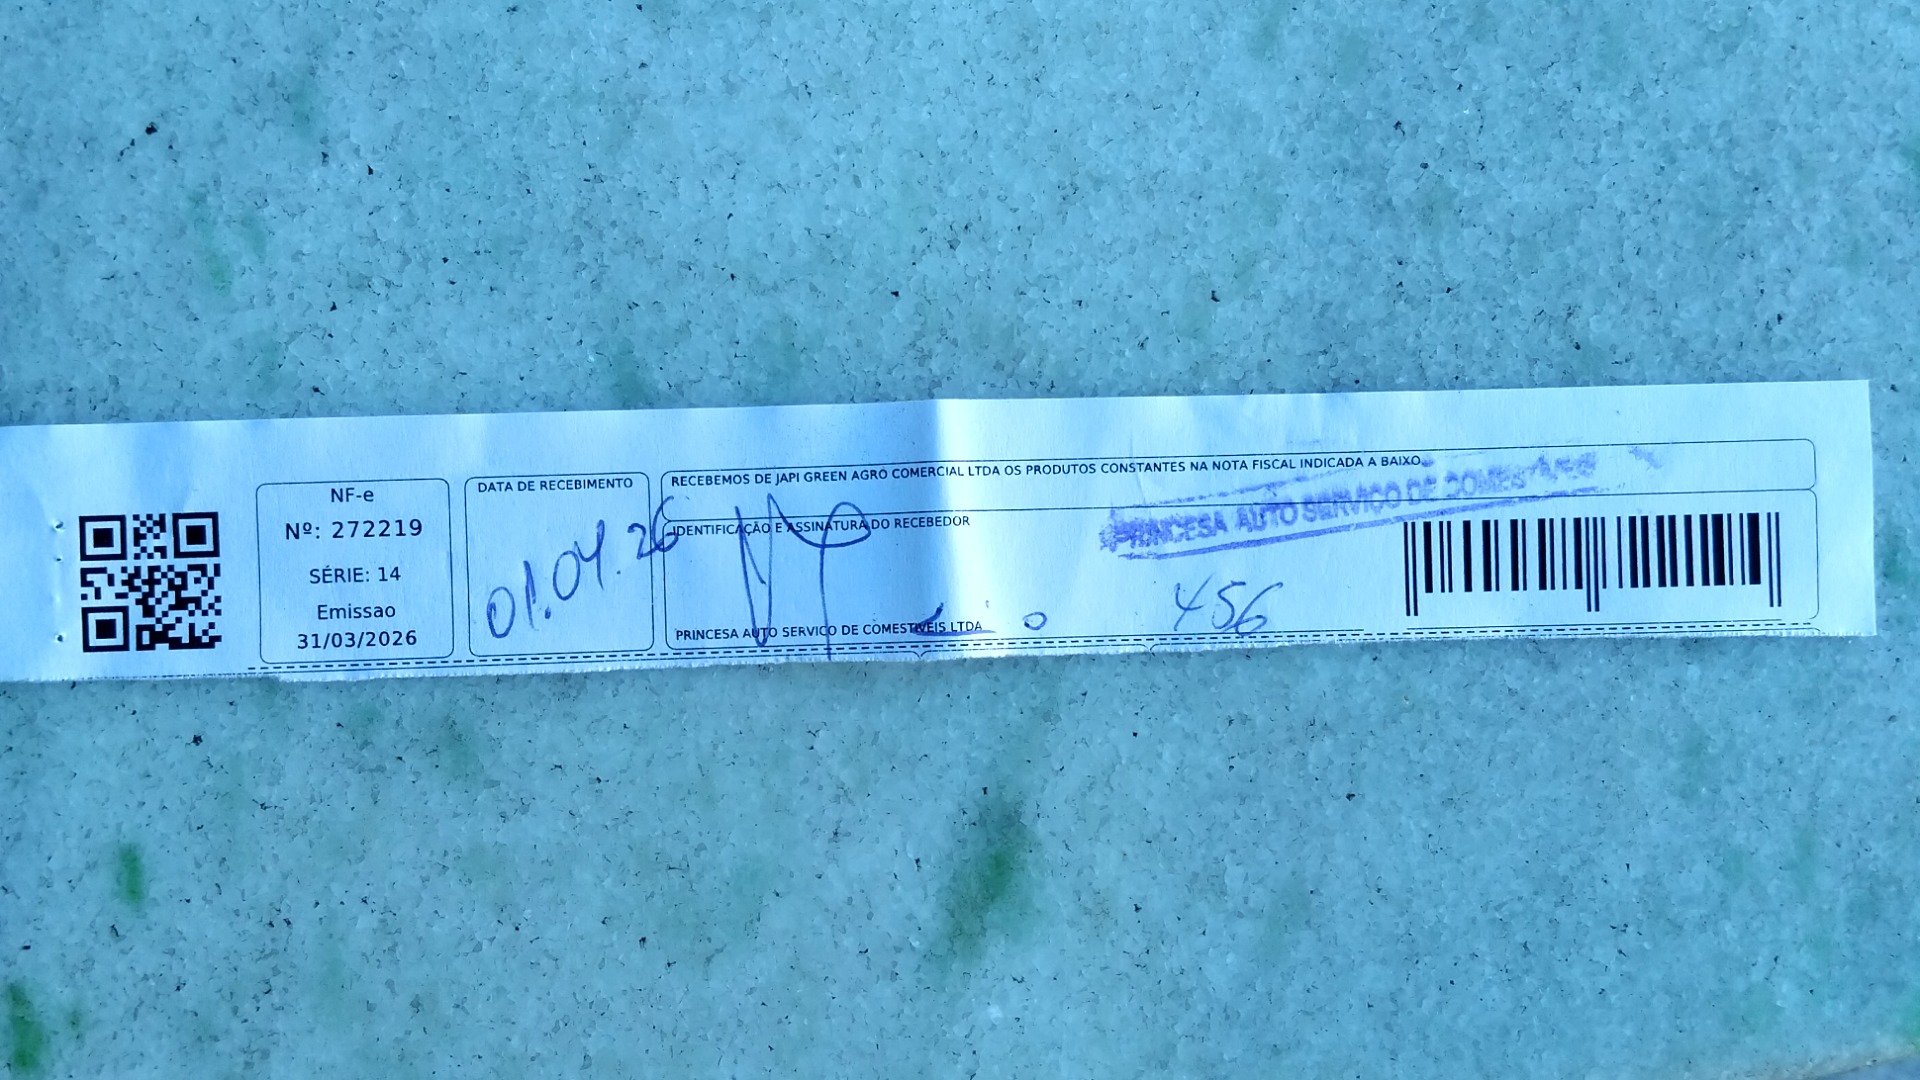 NF-e
Nº: 272219
SÉRIE: 14
Emissao
31/03/2026
DATA DE RECEBIMENTO
01.04.26
RECEBEMOS DE JAPI GREEN AGRO COMERCIAL LTDA OS PRODUTOS CONSTANTES NA NOTA FISCAL INDICADA A BAIXO
IDENTIFICAÇÃO E ASSINATURA DO RECEBEDOR
PRINCESA AUTO SERVICO DE COMESTIVEIS LTDA
PRINCESA AUTO SERVIÇO DE
456